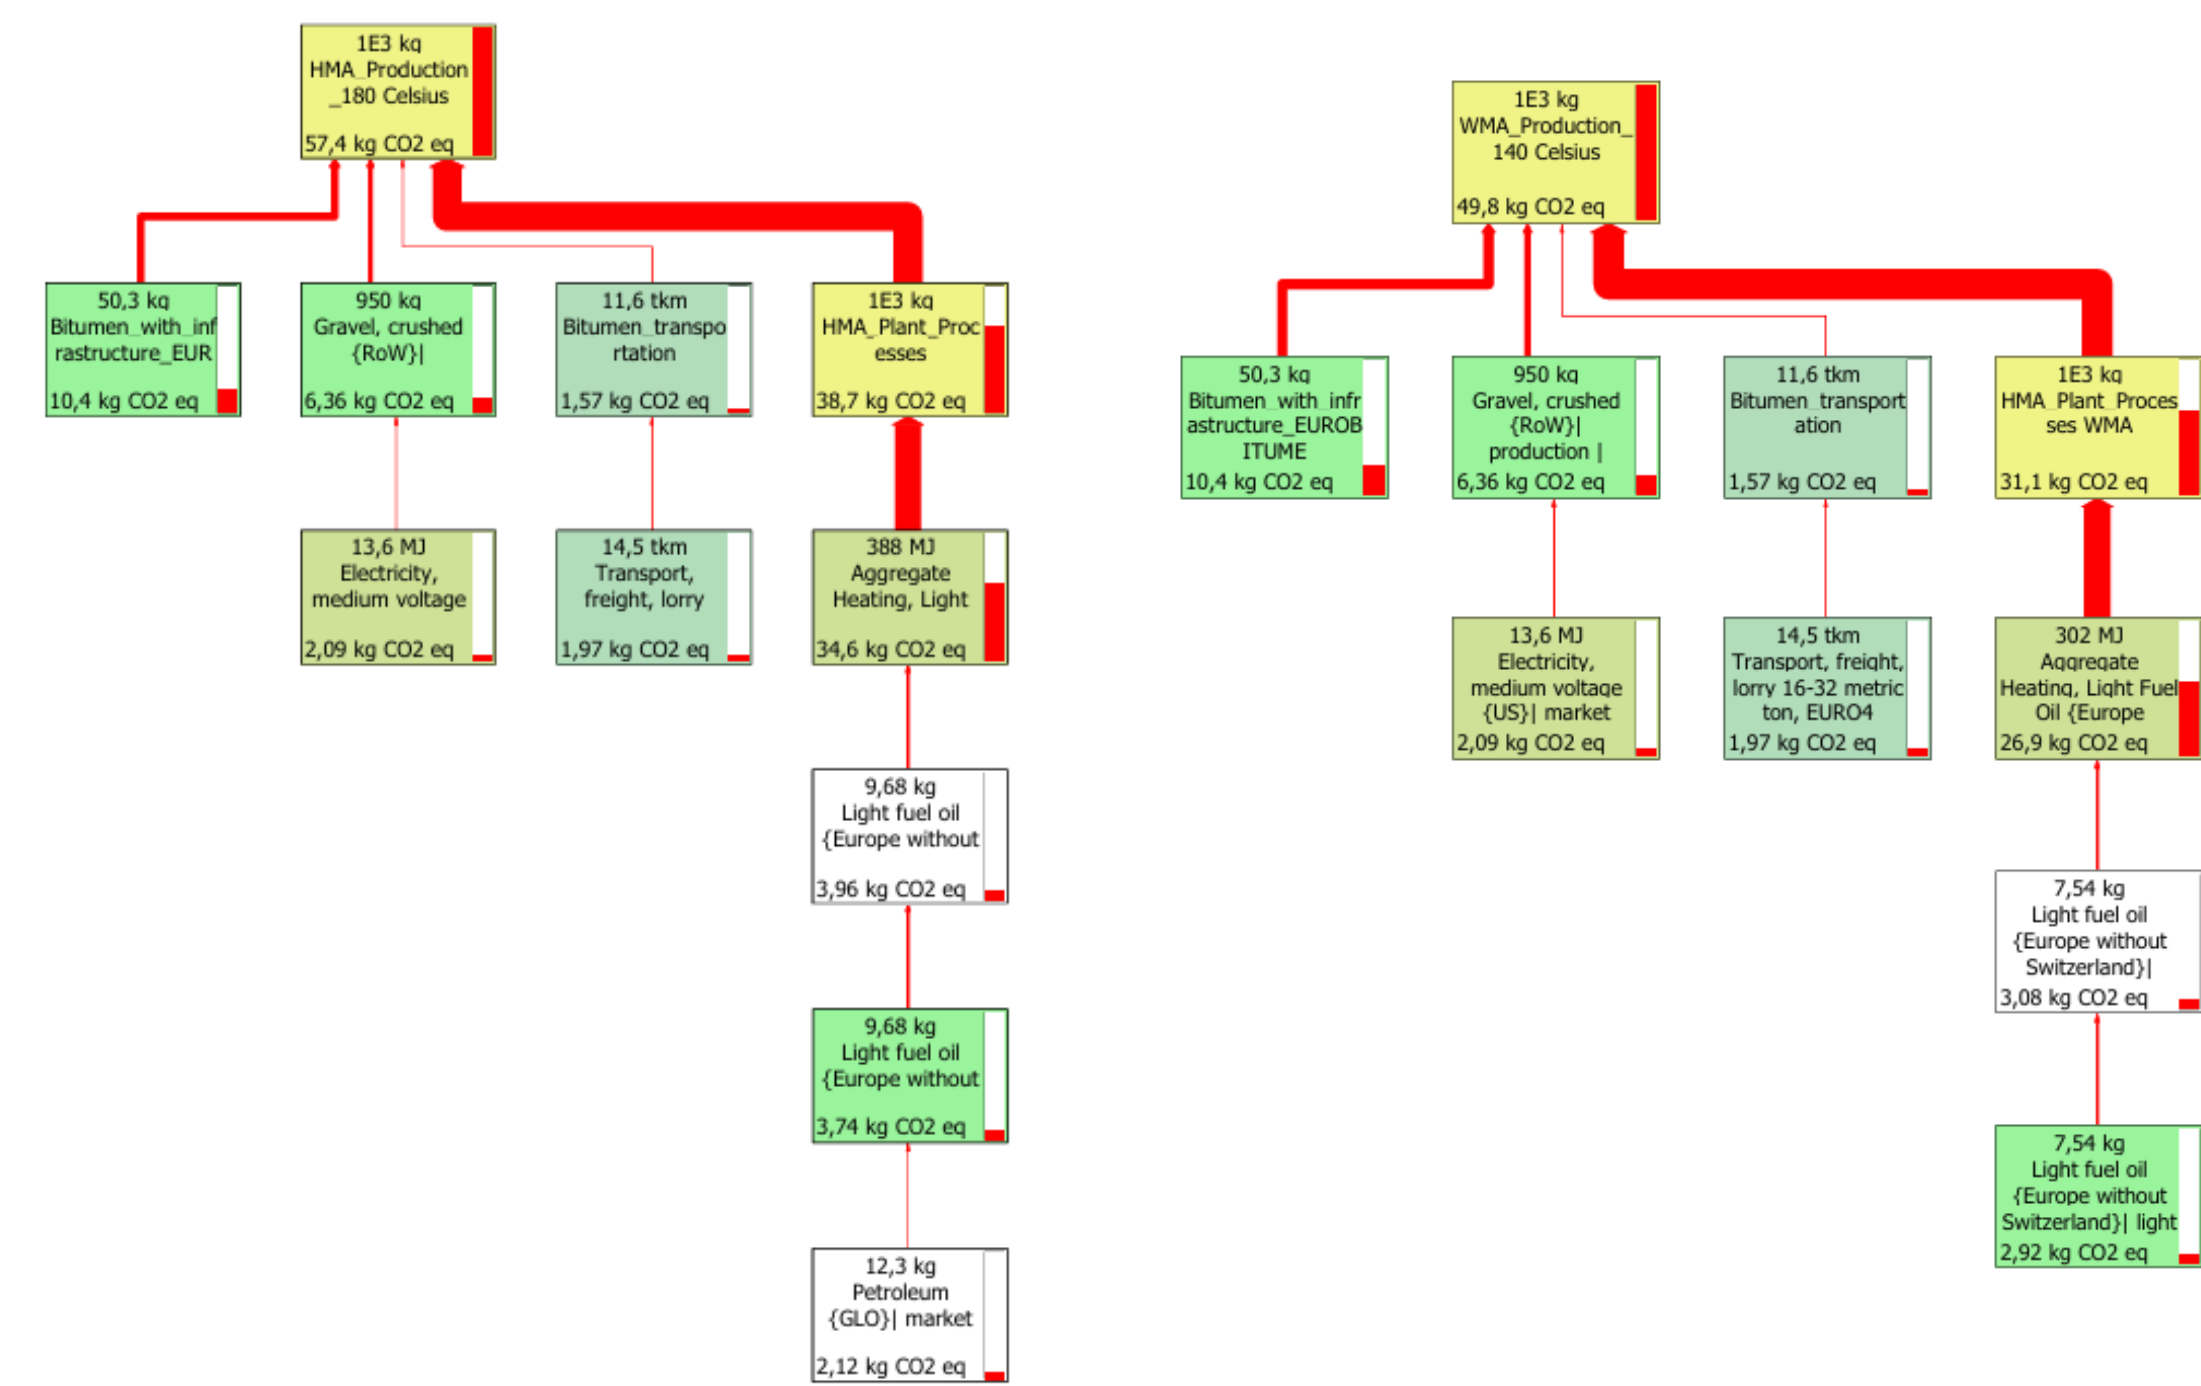 1E3 kg
HMA_Production
_180 Celsius
57,4 kg CO2 eq
50,3 kg
Bitumen_with_inf
rastructure_EUR
10,4 kg CO2 eq
950 kg
Gravel, crushed
{RoW}|
6,36 kg CO2 eq
11,6 tkm
Bitumen_transpo
rtation
1,57 kg CO2 eq
1E3 kg
HMA_Plant_Proc
esses
38,7 kg CO2 eq
13,6 MJ
Electricity,
medium voltage
2,09 kg CO2 eq
14,5 tkm
Transport,
freight, lorry
1,97 kg CO2 eq
388 MJ
Aggregate
Heating, Light
34,6 kg CO2 eq
9,68 kg
Light fuel oil
{Europe without
3,96 kg CO2 eq
9,68 kg
Light fuel oil
{Europe without
3,74 kg CO2 eq
12,3 kg
Petroleum
{GLO}| market
2,12 kg CO2 eq
1E3 kg
WMA_Production_
140 Celsius
49,8 kg CO2 eq
50,3 kg
Bitumen_with_infr
astructure_EUROB
ITUME
10,4 kg CO2 eq
950 kg
Gravel, crushed
{RoW}|
production |
6,36 kg CO2 eq
11,6 tkm
Bitumen_transport
ation
1,57 kg CO2 eq
1E3 kg
HMA_Plant_Proces
ses WMA
31,1 kg CO2 eq
13,6 MJ
Electricity,
medium voltage
{US}| market
2,09 kg CO2 eq
14,5 tkm
Transport, freight,
lorry 16-32 metric
ton, EURO4
1,97 kg CO2 eq
302 MJ
Aggregate
Heating, Light Fuel
Oil {Europe
26,9 kg CO2 eq
7,54 kg
Light fuel oil
{Europe without
Switzerland}|
3,08 kg CO2 eq
7,54 kg
Light fuel oil
{Europe without
Switzerland}| light
2,92 kg CO2 eq